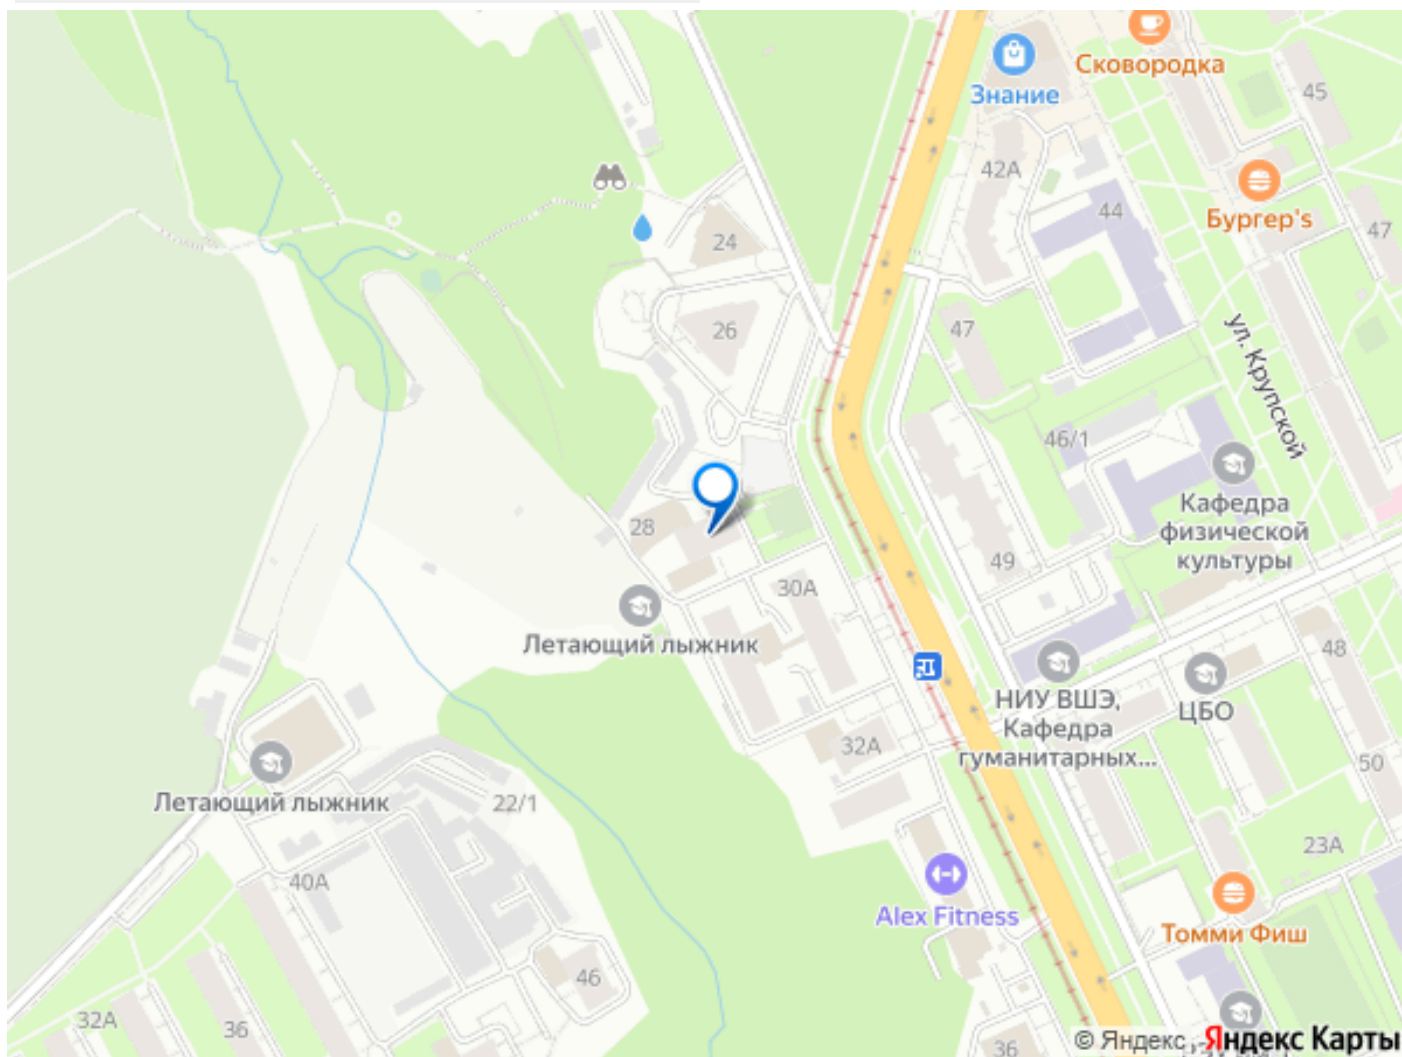 Сковородка
Знание
45
42А
44
Бургер's
47
24
26
47
ул. Крупской
46/1
Кафедра
физической
культуры
28
49
30А
Летающий лыжник
48
НИУ ВШЭ,
Кафедра
гуманитарных...
ЦБО
32А
50
Летающий лыжник
22/1
23А
40А
Alex Fitness
Томми Фиш
46
32А
36
36
© Яндекс
Яндекс Карты